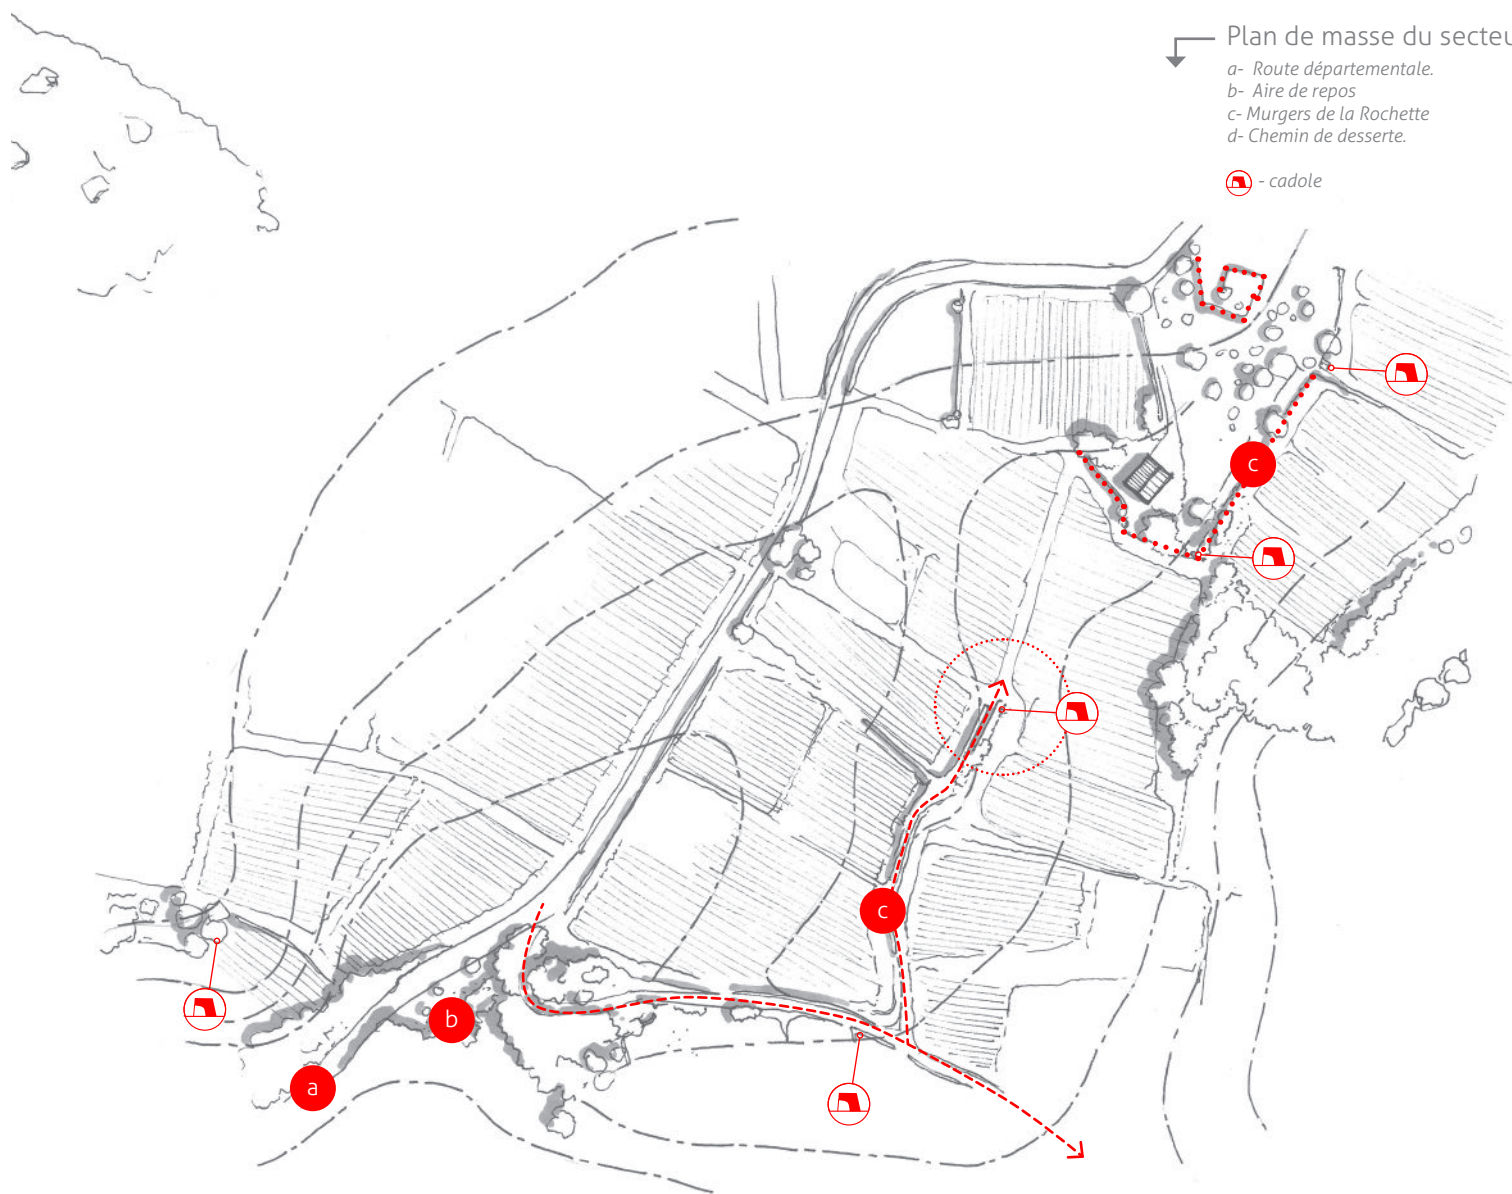 Plan de masse du secteu
a- Route départementale.
b- Aire de repos
c- Murgers de la Rochette
d- Chemin de desserte.
- cadole
c
c
b
a